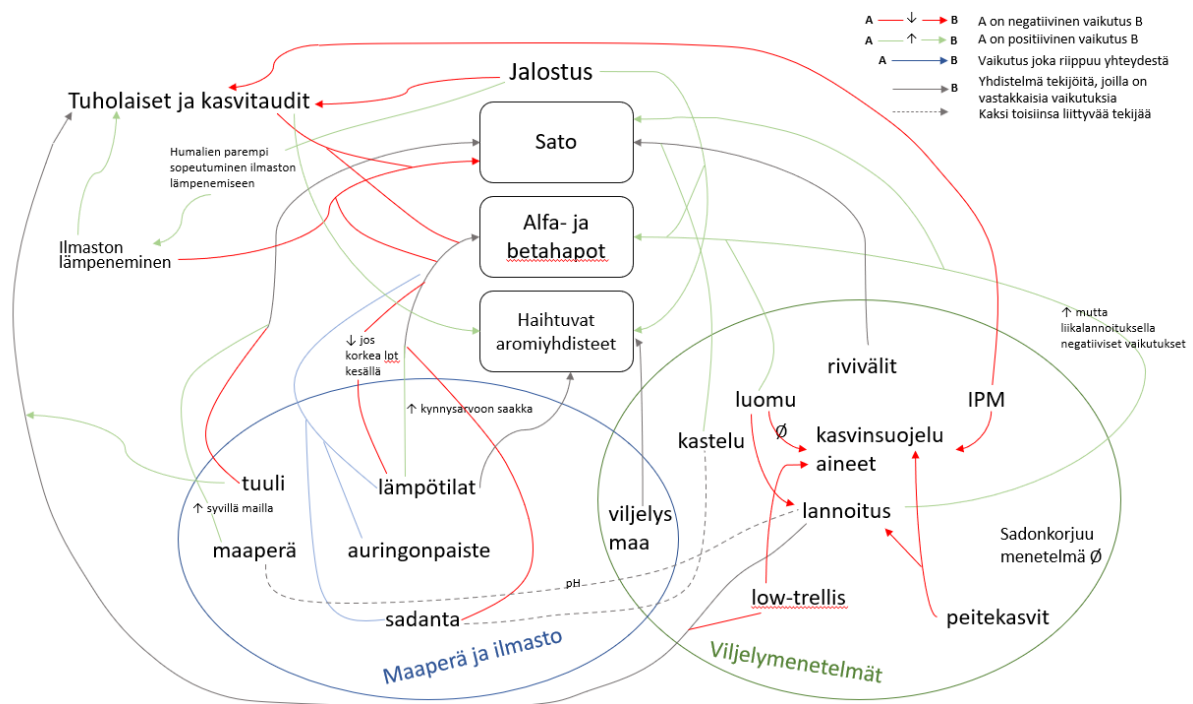 A ↓ B A on negatiivinen vaikutus B
A ↑ B A on positiivinen vaikutus B
A B Vaikutus joka riippuu yhteydestä
B Yhdistelmä tekijöitä, joilla on
vastakkaisia vaikutuksia
Kaksi toisiinsa liittyvää tekijää
Jalostus
Tuholaiset ja kasvitaudit
Sato
Humalien parempi
sopeutuminen ilmaston
lämpenemiseen
Alfa- ja
betahapot
Ilmaston
lämpeneminen
Haihtuvat
aromiyhdisteet
↑ mutta
liikalannoituksella
negatiiviset vaikutukset
↓ jos
korkea lpt
kesällä
rivivälit
↑ kynnysarvoon saakka
luomu
IPM
Ø
kastelu
kasvinsuojelu
aineet
tuuli
lämpötilat
↑ syvillä mailla
viljelys
maa
lannoitus
maaperä
auringonpaiste
Sadonkorjuu
menetelmä Ø
pH
low-trellis
sadanta
peitekasvit
Maaperä ja ilmasto
Viljelymenetelmät